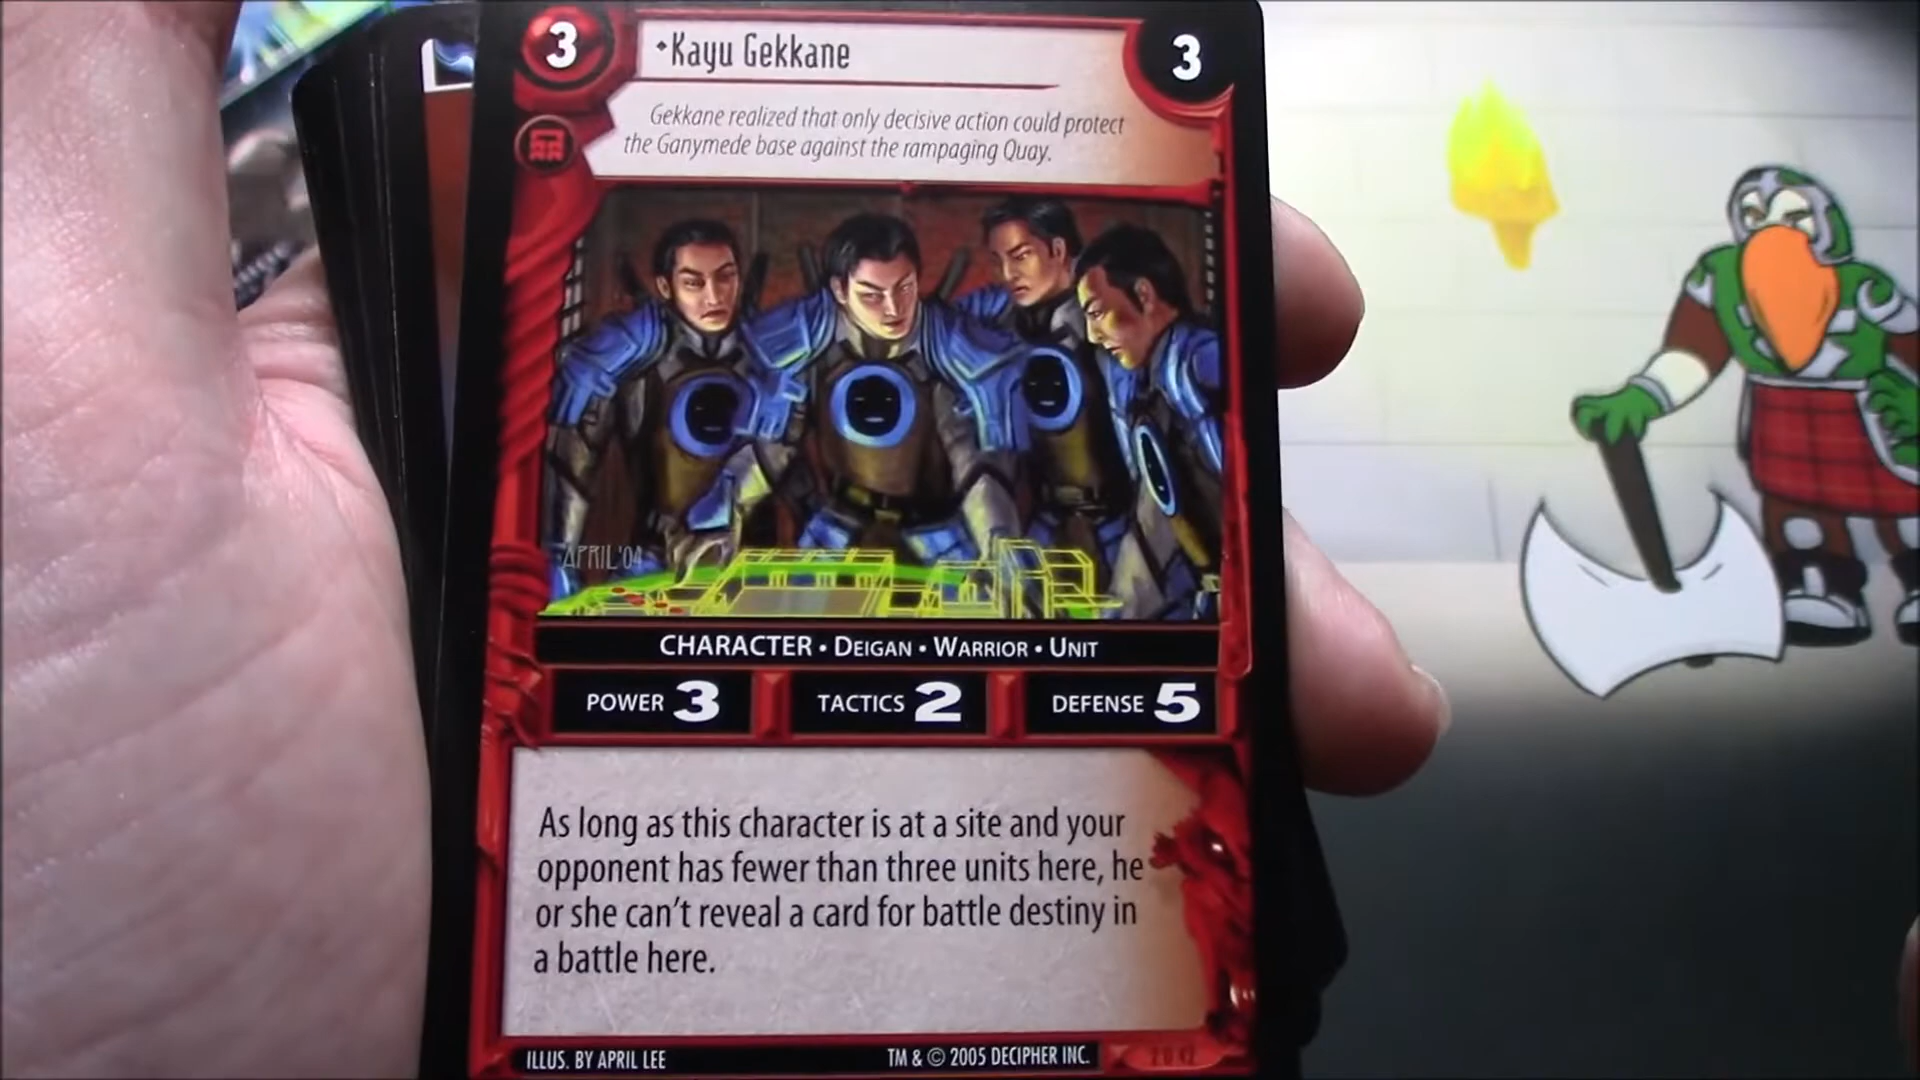 3
•Kayu Gekkane
3
Gekkane realized that only decisive action could protect
the Ganymede base against the rampaging Quay.
APRIL '04
CHARACTER • DEIGAN • WARRIOR • UNIT
POWER 3
TACTICS 2
DEFENSE 5
As long as this character is at a site and your
opponent has fewer than three units here, he
or she can't reveal a card for battle destiny in
a battle here.
ILLUS. BY APRIL LEE
TM & © 2005 DECIPHER INC.